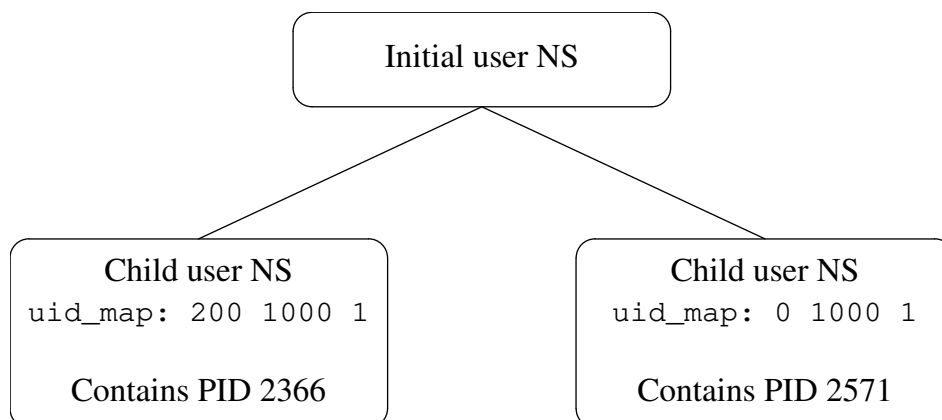 Initial user NS
Child user NS
uid_map: 200 1000 1
Contains PID 2366
Child user NS
uid_map: 0 1000 1
Contains PID 2571